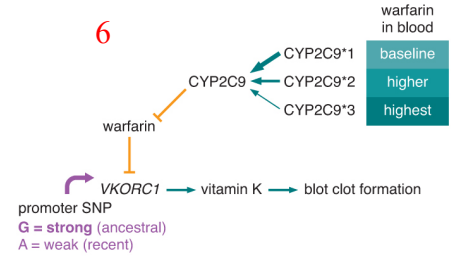 warfarin
in blood
6
CYP2C9*1 baseline
CYP2C9 CYP2C9*2 higher
CYP2C9*3 highest
warfarin
VKORC1 vitamin K blot clot formation
promoter SNP
G = strong (ancestral)
A = weak (recent)